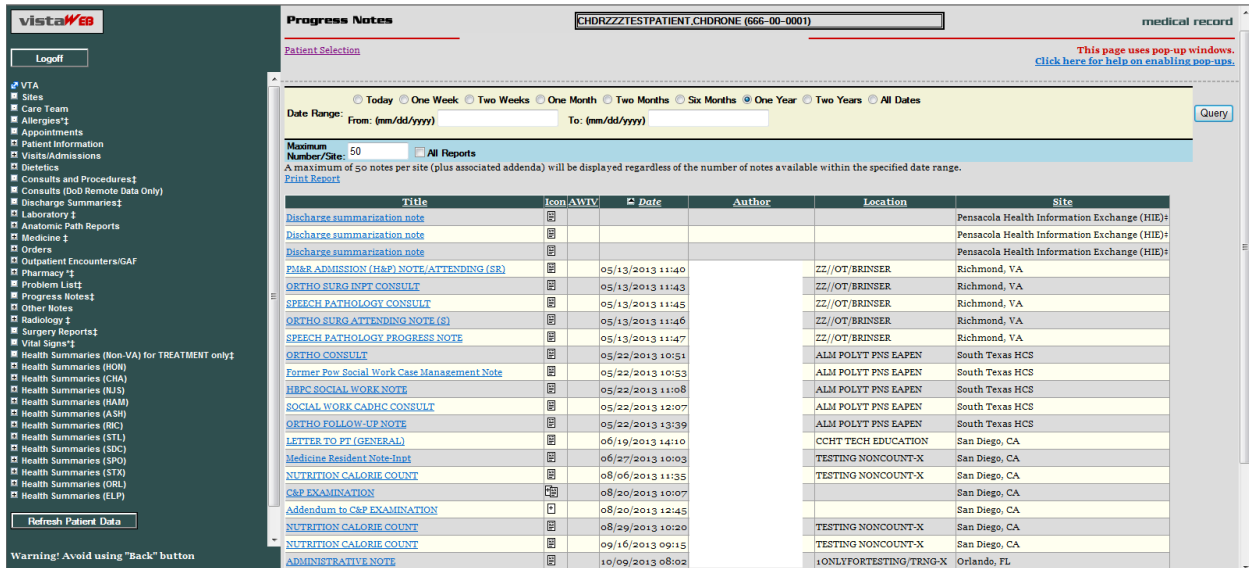 vistaWEB
Logoff
VTA
Sites
Care Team
Allergies*‡
Appointments
Patient Information
Visits/Admissions
Dietetics
Consults and Procedures‡
Consults (DoD Remote Data Only)
Discharge Summaries‡
Laboratory ‡
Anatomic Path Reports
Medicine ‡
Orders
Outpatient Encounters/GAF
Pharmacy *‡
Problem List‡
Progress Notes‡
Other Notes
Radiology ‡
Surgery Reports‡
Vital Signs*‡
Health Summaries (Non-VA) for TREATMENT only‡
Health Summaries (HON)
Health Summaries (CHA)
Health Summaries (NJS)
Health Summaries (HAM)
Health Summaries (ASH)
Health Summaries (RIC)
Health Summaries (STL)
Health Summaries (SDC)
Health Summaries (SPO)
Health Summaries (STX)
Health Summaries (ORL)
Health Summaries (ELP)
Refresh Patient Data
Warning! Avoid using "Back" button
Progress Notes CHDRZZZTESTPATIENT,CHDRONE (666-00-0001) medical record
Patient Selection
This page uses pop-up windows.
Click here for help on enabling pop-ups.
Date Range: Today One Week Two Weeks One Month Two Months Six Months One Year Two Years All Dates
From: (mm/dd/yyyy) To: (mm/dd/yyyy)
Query
Maximum Number/Site: 50 All Reports
A maximum of 50 notes per site (plus associated addenda) will be displayed regardless of the number of notes available within the specified date range.
Print Report
Title Icon AWIV Date Author Location Site
Discharge summarization note Pensacola Health Information Exchange (HIE)‡
Discharge summarization note Pensacola Health Information Exchange (HIE)‡
Discharge summarization note Pensacola Health Information Exchange (HIE)‡
PM&R ADMISSION (H&P) NOTE/ATTENDING (SR) 05/13/2013 11:40 ZZ//OT/BRINSER Richmond, VA
ORTHO SURG INPT CONSULT 05/13/2013 11:43 ZZ//OT/BRINSER Richmond, VA
SPEECH PATHOLOGY CONSULT 05/13/2013 11:45 ZZ//OT/BRINSER Richmond, VA
ORTHO SURG ATTENDING NOTE (S) 05/13/2013 11:46 ZZ//OT/BRINSER Richmond, VA
SPEECH PATHOLOGY PROGRESS NOTE 05/13/2013 11:47 ZZ//OT/BRINSER Richmond, VA
ORTHO CONSULT 05/22/2013 10:51 ALM POLYT PNS EAPEN South Texas HCS
Former Pow Social Work Case Management Note 05/22/2013 10:53 ALM POLYT PNS EAPEN South Texas HCS
HBPC SOCIAL WORK NOTE 05/22/2013 11:08 ALM POLYT PNS EAPEN South Texas HCS
SOCIAL WORK CADHC CONSULT 05/22/2013 12:07 ALM POLYT PNS EAPEN South Texas HCS
ORTHO FOLLOW-UP NOTE 05/22/2013 13:39 ALM POLYT PNS EAPEN South Texas HCS
LETTER TO PT (GENERAL) 06/19/2013 14:10 CCHT TECH EDUCATION San Diego, CA
Medicine Resident Note-Inpt 06/27/2013 10:03 TESTING NONCOUNT-X San Diego, CA
NUTRITION CALORIE COUNT 08/06/2013 11:35 TESTING NONCOUNT-X San Diego, CA
C&P EXAMINATION 08/20/2013 10:07 San Diego, CA
Addendum to C&P EXAMINATION 08/20/2013 12:45 San Diego, CA
NUTRITION CALORIE COUNT 08/29/2013 10:20 TESTING NONCOUNT-X San Diego, CA
NUTRITION CALORIE COUNT 09/16/2013 09:15 TESTING NONCOUNT-X San Diego, CA
ADMINISTRATIVE NOTE 10/09/2013 08:02 1ONLYFORTESTING/TRNG-X Orlando, FL